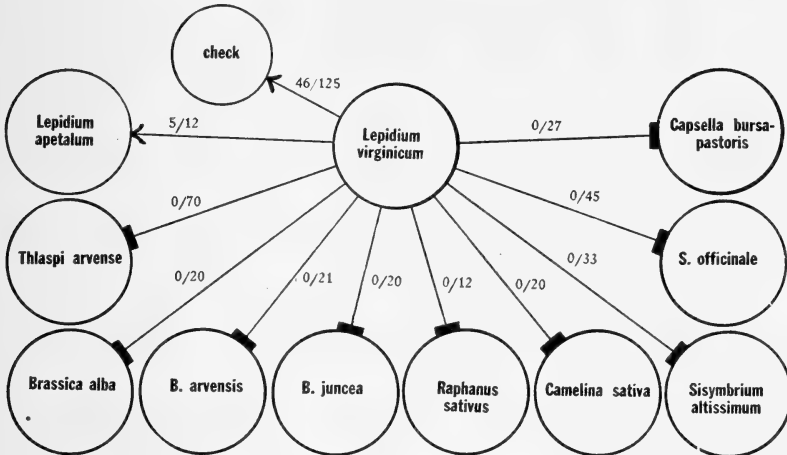 check
46/125
Lepidium
apetalum
5/12
Lepidium
virginicum
0/27
Capsella bursa-
pastoris
0/70
0/45
Thlaspi arvense
S. officinale
0/20
0/21
0/20
0/12
0/20
0/33
Brassica alba
B. arvensis
B. juncea
Raphanus
sativus
Camelina sativa
Sisymbrium
altissimum